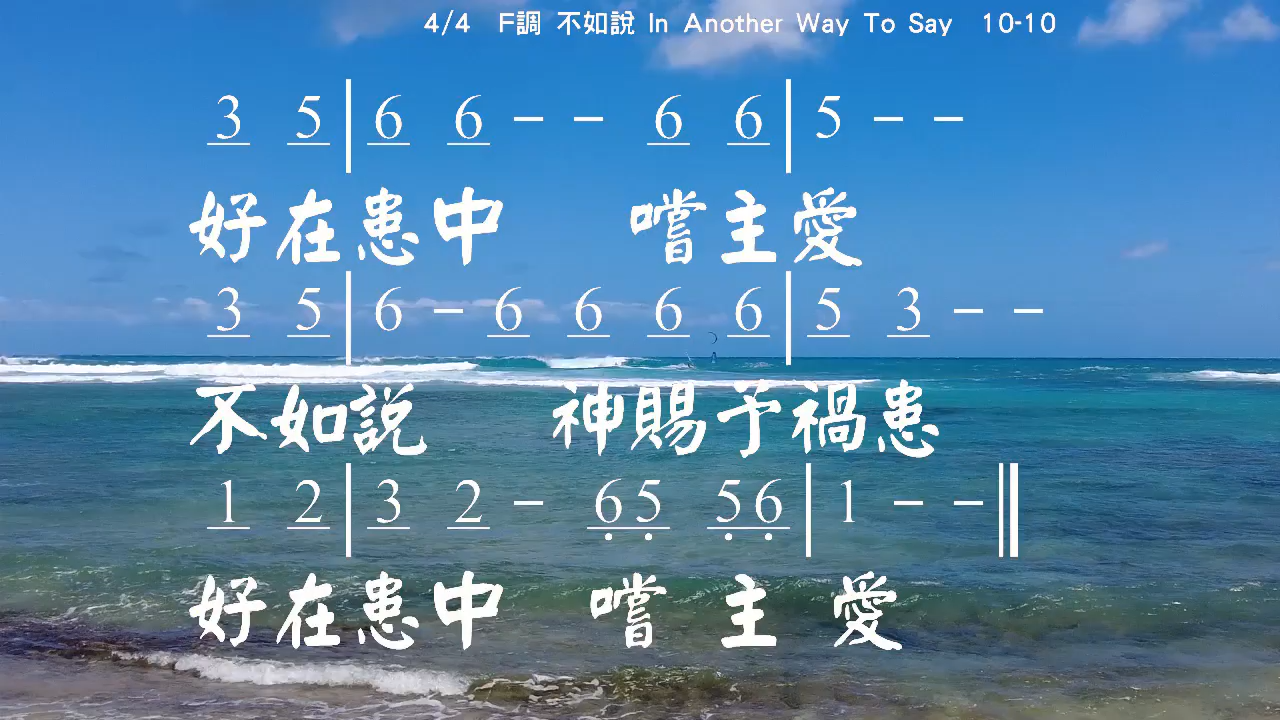 4/4 F調 不如說 In Another Way To Say 10-10
3 5 | 6 6 - - 6 6 | 5 - -
好在患中 嚐主愛
3 5 | 6 - 6 6 6 6 | 5 3 - -
不如說 神賜予禍患
1 2 | 3 2 - 65 56 | 1 - - ||
好在患中 嚐 主 愛